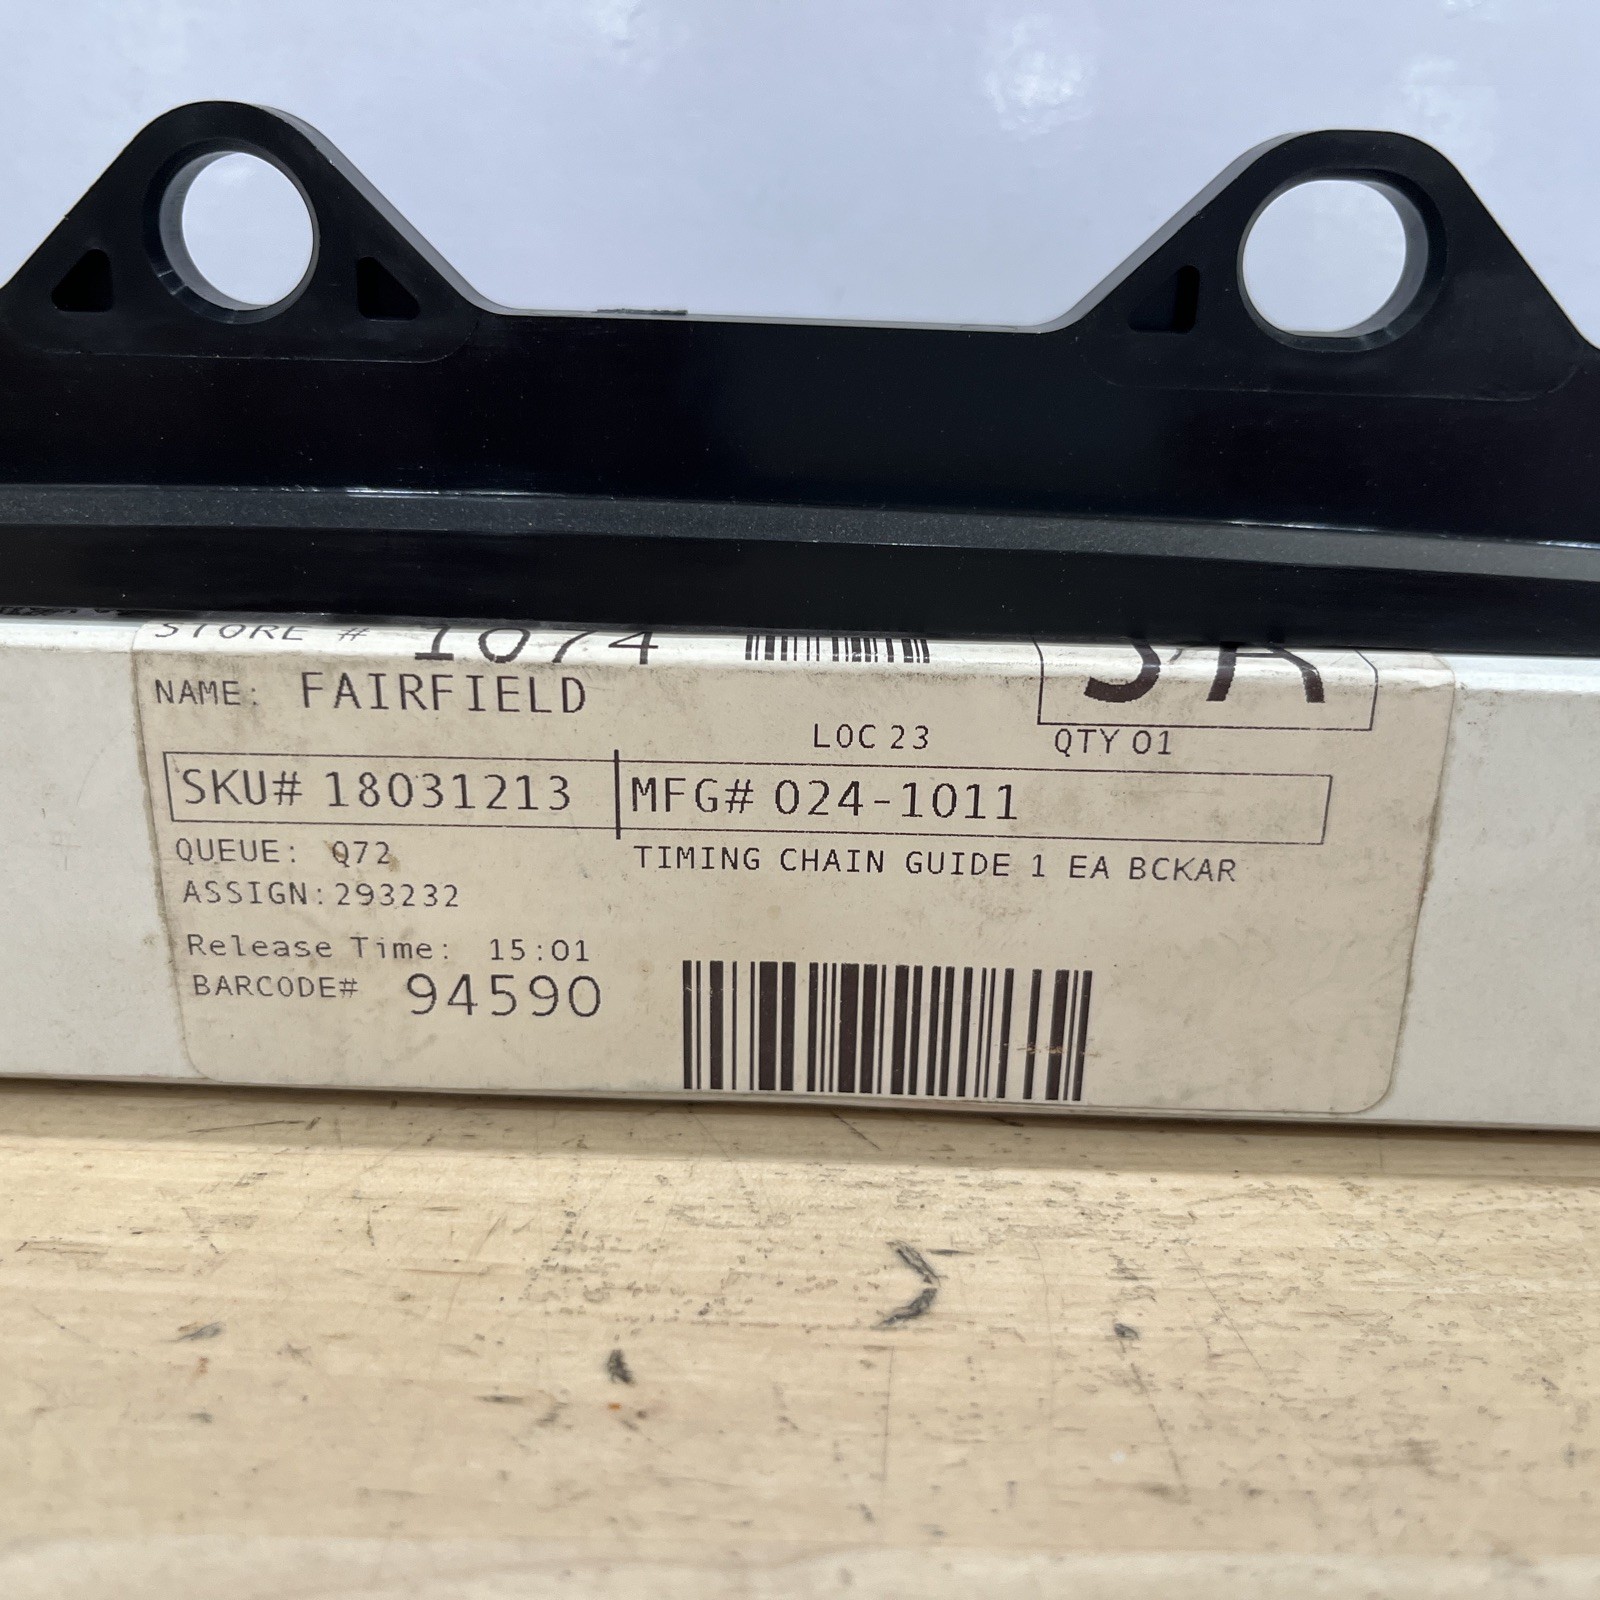 STORE # 1074
NAME: FAIRFIELD
LOC 23
QTY 01
SKU# 18031213
MFG# 024-1011
QUEUE: Q72
TIMING CHAIN GUIDE 1 EA BCKAR
ASSIGN:293232
Release Time: 15:01
BARCODE# 94590